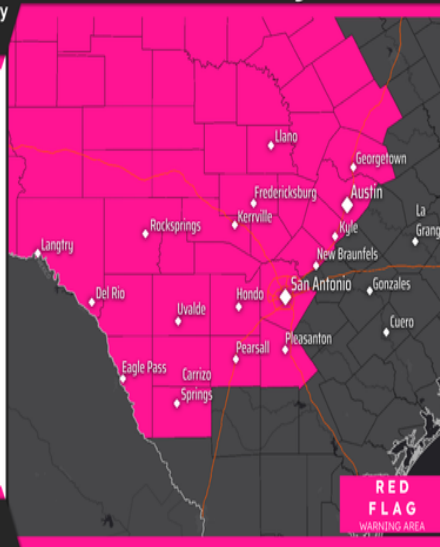 y
Llano
Georgetown
Fredericksburg
Austin
Kerrville
La
Grang
Rocksprings
Kyle
Langtry
New Braunfels
San Antonio
Del Rio
Hondo
Gonzales
Uvalde
Cuero
Pleasanton
Pearsall
Eagle Pass
Carrizo
Springs
RED
FLAG
WARNING AREA